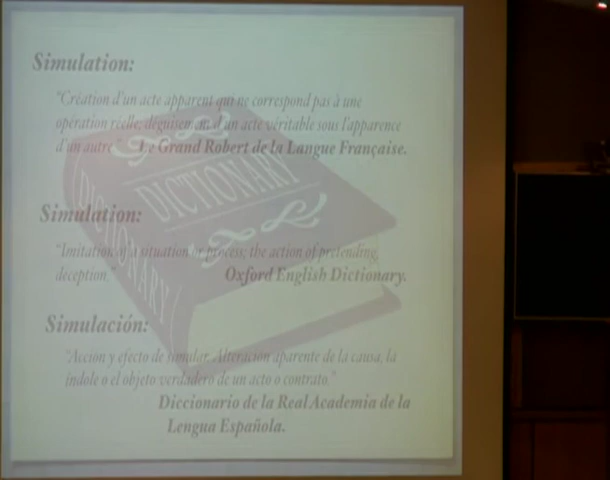 Simulation:
"Création d'un acte apparent qui ne correspond pas à une
opération réelle; déguisement d'un acte véritable sous l'apparence
d'un autre." Le Grand Robert de la Langue Française.
DICTIONARY
DICTIONARY
Simulation:
"Imitation of a situation or process; the action of pretending,
deception." Oxford English Dictionary.
Simulación:
"Acción y efecto de simular. Alteración aparente de la causa, la
índole o el objeto verdadero de un acto o contrato."
Diccionario de la Real Academia de la
Lengua Española.